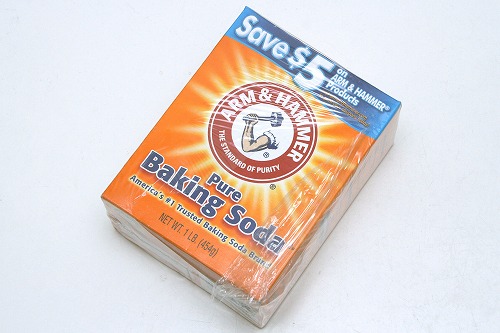 Save $5 on
ARM & HAMMER®
Products
ARM & HAMMER
THE STANDARD OF PURITY
®
Pure
Baking Soda
America's #1 Trusted Baking Soda Brand
NET WT. 1 LB. (454g)